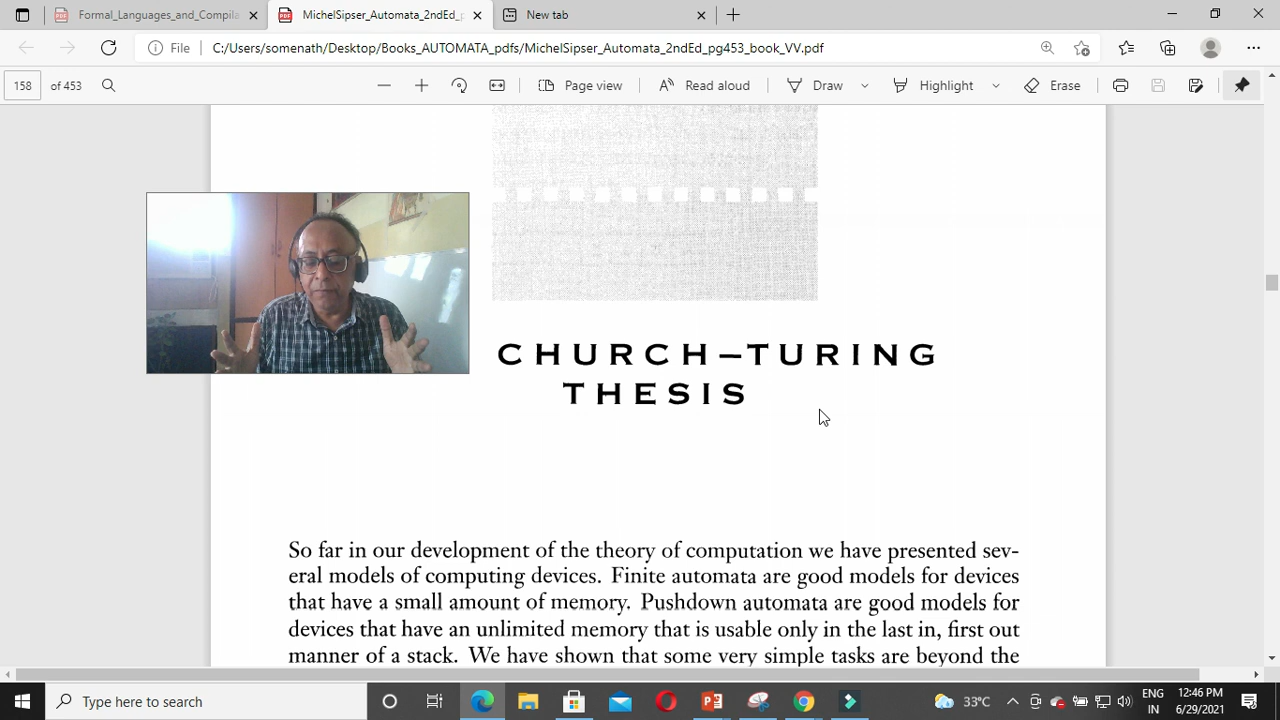 Formal_Languages_and_Compila
MichelSipser_Automata_2ndEd_p
New tab
File
C:/Users/somenath/Desktop/Books_AUTOMATA_pdfs/MichelSipser_Automata_2ndEd_pg453_book_VV.pdf
158 of 453
Page view
Read aloud
Draw
Highlight
Erase
CHURCH–TURING
THESIS
So far in our development of the theory of computation we have presented sev-
eral models of computing devices. Finite automata are good models for devices
that have a small amount of memory. Pushdown automata are good models for
devices that have an unlimited memory that is usable only in the last in, first out
manner of a stack. We have shown that some very simple tasks are beyond the
Type here to search
33°C
ENG
IN
12:46 PM
6/29/2021